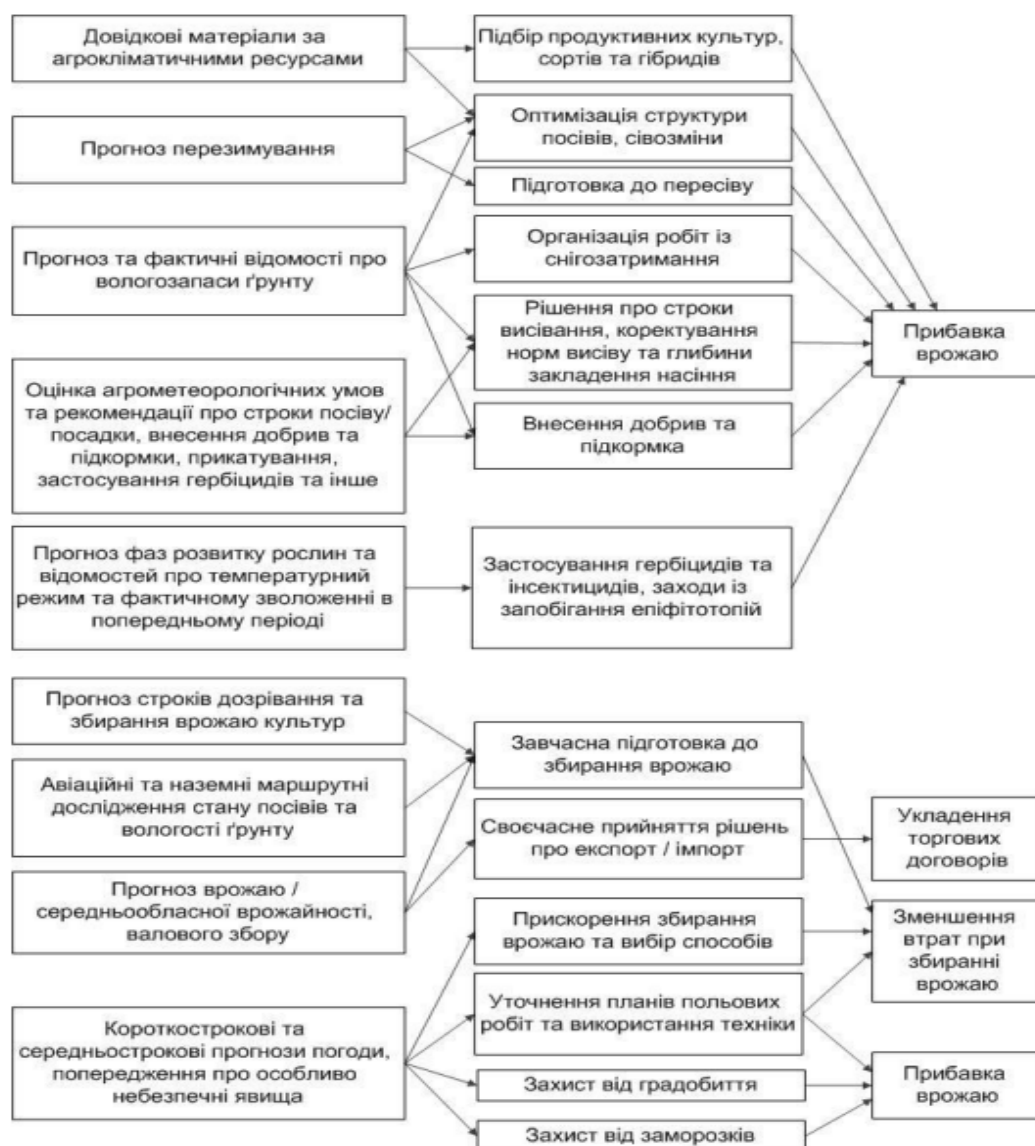 Довідкові матеріали за
агрокліматичними ресурсами
Прогноз перезимування
Прогноз та фактичні відомості про
вологозапаси ґрунту
Оцінка агрометеорологічних умов
та рекомендації про строки посіву/
посадки, внесення добрив та
підкормки, прикатування,
застосування гербіцидів та інше
Прогноз фаз розвитку рослин та
відомостей про температурний
режим та фактичному зволоженні в
попередньому періоді
Прогноз строків дозрівання та
збирання врожаю культур
Авіаційні та наземні маршрутні
дослідження стану посівів та
вологості ґрунту
Прогноз врожаю /
середньообласної врожайності,
валового збору
Короткострокові та
середньострокові прогнози погоди,
попередження про особливо
небезпечні явища
Підбір продуктивних культур,
сортів та гібридів
Оптимізація структури
посівів, сівозміни
Підготовка до пересіву
Організація робіт із
снігозатримання
Рішення про строки
висівання, коректування
норм висіву та глибини
закладення насіння
Внесення добрив та
підкормка
Застосування гербіцидів та
інсектицидів, заходи із
запобігання епіфітотопій
Завчасна підготовка до
збирання врожаю
Своєчасне прийняття рішень
про експорт / імпорт
Прискорення збирання
врожаю та вибір способів
Уточнення планів польових
робіт та використання техніки
Захист від градобиття
Захист від заморозків
Прибавка
врожаю
Укладення
торгових
договорів
Зменшення
втрат при
збиранні
врожаю
Прибавка
врожаю